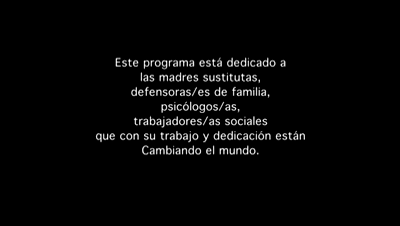 Este programa está dedicado a
las madres sustitutas,
defensoras/es de familia,
psicólogos/as,
trabajadores/as sociales
que con su trabajo y dedicación están
Cambiando el mundo.